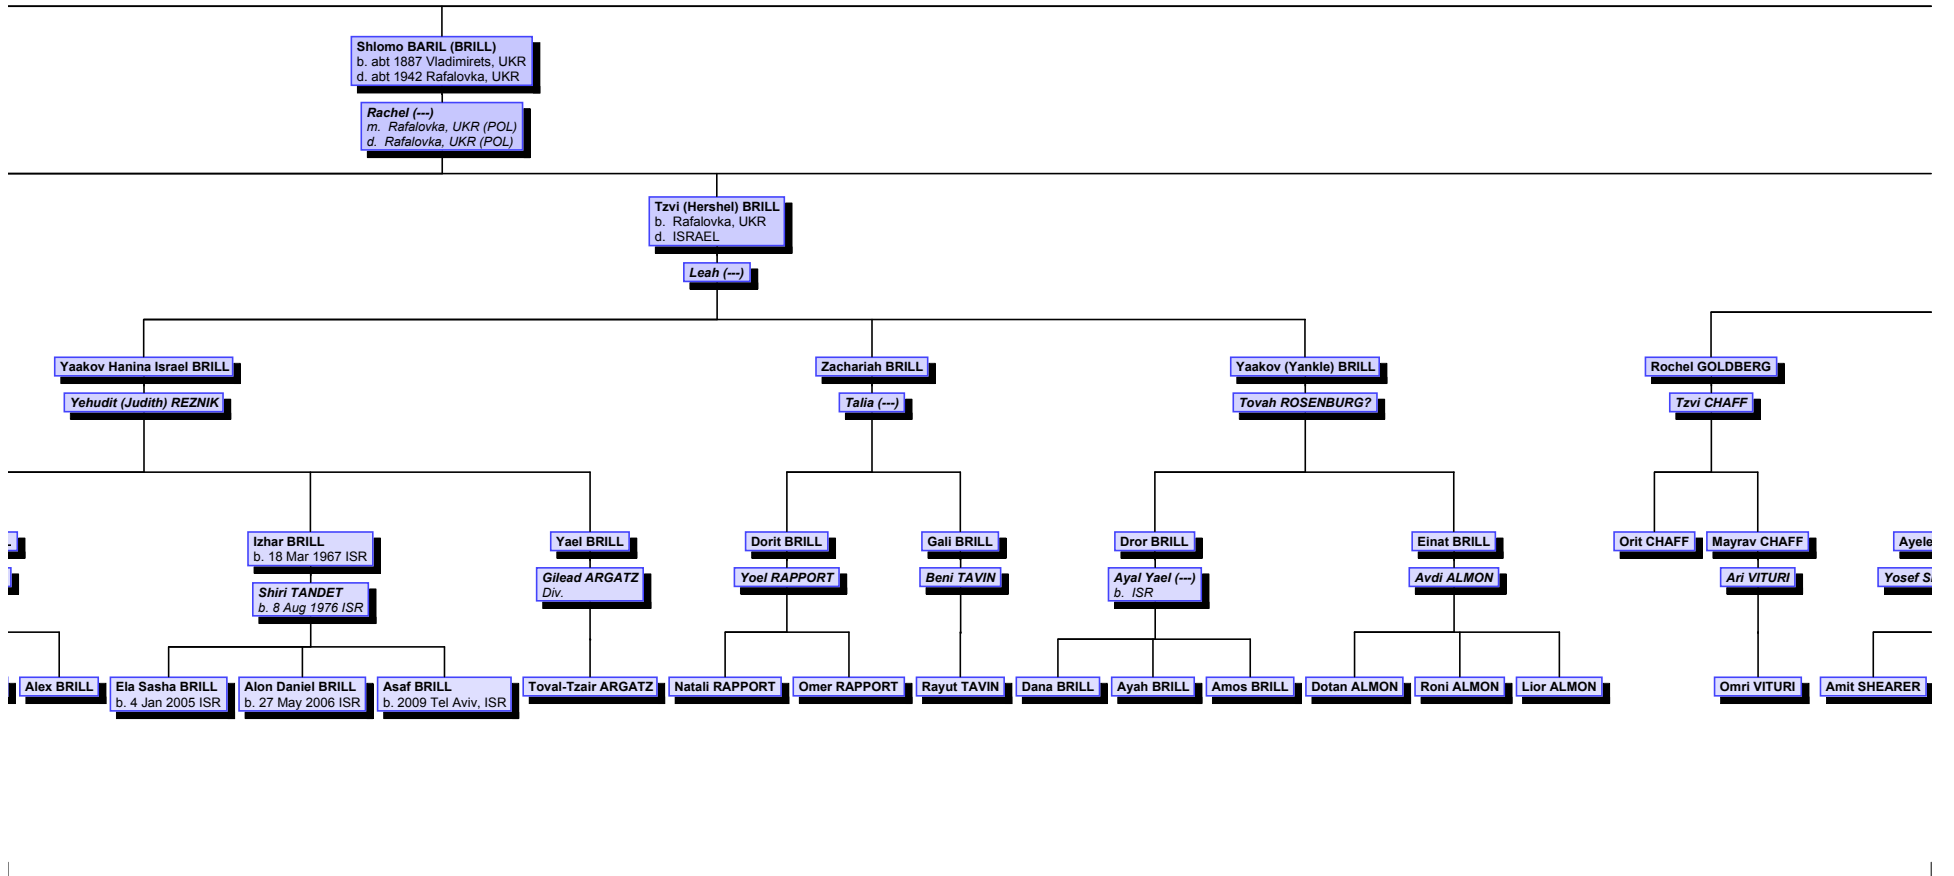 Shlomo BARIL (BRILL)
b. abt 1887 Vladimirets, UKR
d. abt 1942 Rafalovka, UKR
Rachel (---)
m. Rafalovka, UKR (POL)
d. Rafalovka, UKR (POL)
Tzvi (Hershel) BRILL
b. Rafalovka, UKR
d. ISRAEL
Leah (---)
Yaakov Hanina Israel BRILL
Yehudit (Judith) REZNIK
Zachariah BRILL
Talia (---)
Yaakov (Yankle) BRILL
Tovah ROSENBURG?
Rochel GOLDBERG
Tzvi CHAFF
Izhar BRILL
b. 18 Mar 1967 ISR
Shiri TANDET
b. 8 Aug 1976 ISR
Yael BRILL
Gilead ARGATZ
Div.
Dorit BRILL
Yoel RAPPORT
Gali BRILL
Beni TAVIN
Dror BRILL
Ayal Yael (---)
b. ISR
Einat BRILL
Avdi ALMON
Orit CHAFF
Mayrav CHAFF
Ari VITURI
Ayele
Yosef
Alex BRILL
Ela Sasha BRILL
b. 4 Jan 2005 ISR
Alon Daniel BRILL
b. 27 May 2006 ISR
Asaf BRILL
b. 2009 Tel Aviv, ISR
Toval-Tzair ARGATZ
Natali RAPPORT
Omer RAPPORT
Rayut TAVIN
Dana BRILL
Ayah BRILL
Amos BRILL
Dotan ALMON
Roni ALMON
Lior ALMON
Omri VITURI
Amit SHEARER